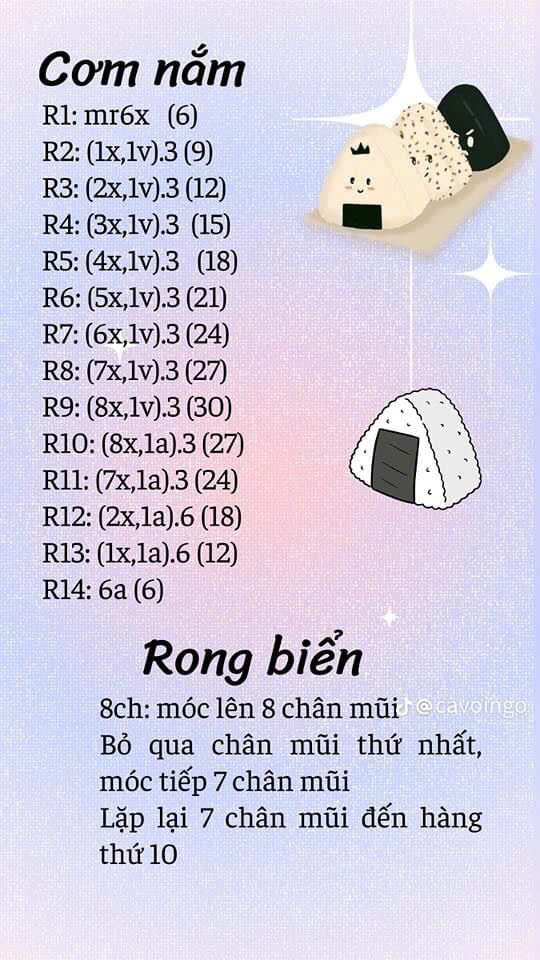 Cơm nắm
R1: mr6x (6)
R2: (1x,1v).3 (9)
R3: (2x,1v).3 (12)
R4: (3x,1v).3 (15)
R5: (4x,1v).3 (18)
R6: (5x,1v).3 (21)
R7: (6x,1v).3 (24)
R8: (7x,1v).3 (27)
R9: (8x,1v).3 (30)
R10: (8x,1a).3 (27)
R11: (7x,1a).3 (24)
R12: (2x,1a).6 (18)
R13: (1x,1a).6 (12)
R14: 6a (6)
Rong biển
8ch: móc lên 8 chân mũi
@cavoingo
Bỏ qua chân mũi thứ nhất,
móc tiếp 7 chân mũi
Lặp lại 7 chân mũi đến hàng
thứ 10